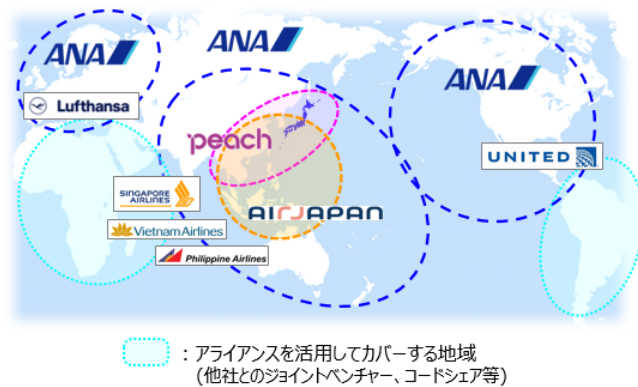 ANA
ANA
ANA
Lufthansa
peach
UNITED
SINGAPORE
AIRLINES
AIRJAPAN
Vietnam Airlines
Philippine Airlines
：アライアンスを活用してカバーする地域
(他社とのジョイントベンチャー、コードシェア等)